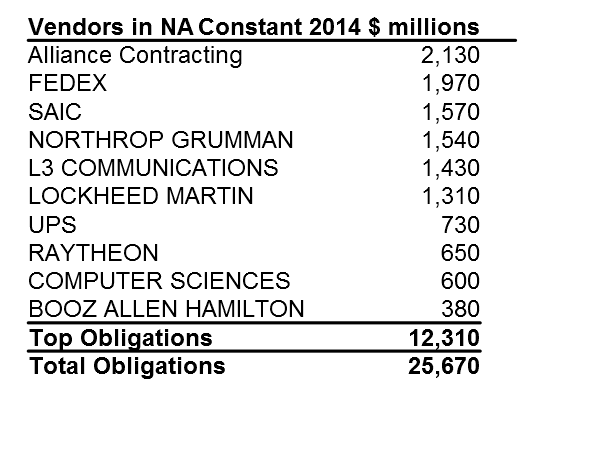 Vendors in NA Constant 2014 $ millions
Alliance Contracting 2,130
FEDEX 1,970
SAIC 1,570
NORTHROP GRUMMAN 1,540
L3 COMMUNICATIONS 1,430
LOCKHEED MARTIN 1,310
UPS 730
RAYTHEON 650
COMPUTER SCIENCES 600
BOOZ ALLEN HAMILTON 380
Top Obligations 12,310
Total Obligations 25,670